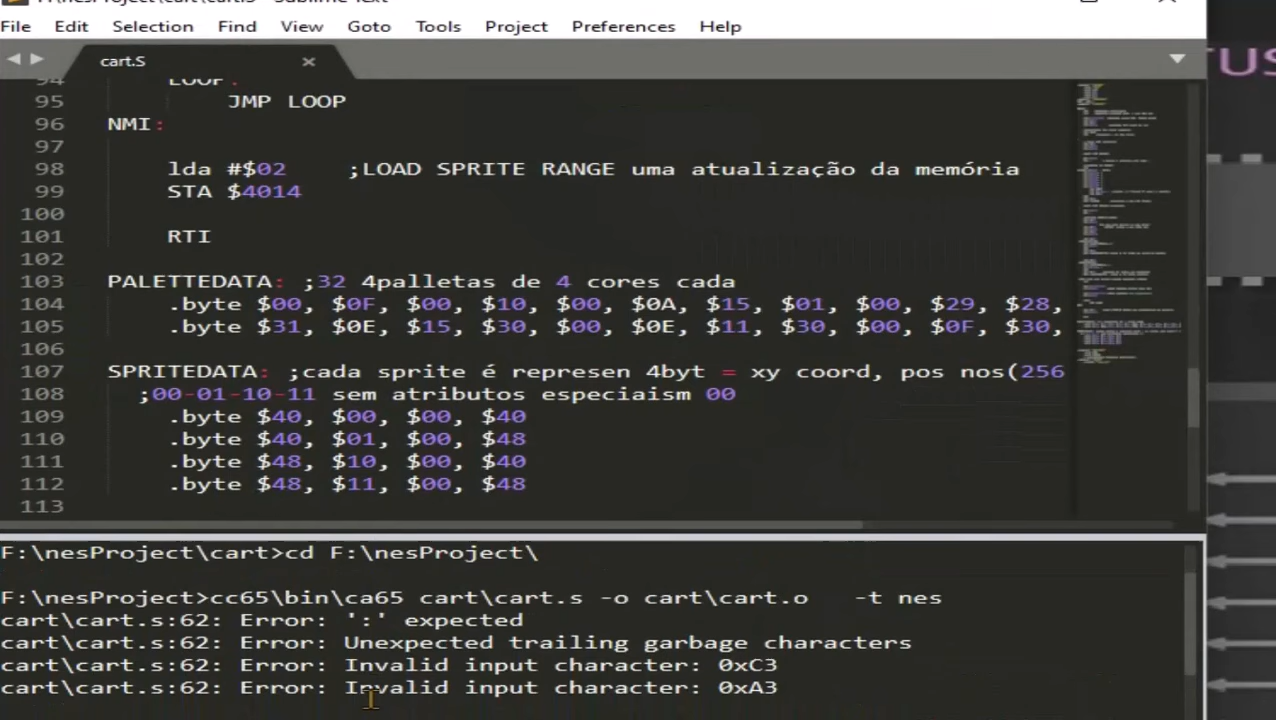 File Edit Selection Find View Goto Tools Project Preferences Help
cart.S
94 LOOP:
95 JMP LOOP
96 NMI:
97
98 lda #$02 ;LOAD SPRITE RANGE uma atualização da memória
99 STA $4014
100
101 RTI
102
103 PALETTEDATA: ;32 4palletas de 4 cores cada
104 .byte $00, $0F, $00, $10, $00, $0A, $15, $01, $00, $29, $28,
105 .byte $31, $0E, $15, $30, $00, $0E, $11, $30, $00, $0F, $30,
106
107 SPRITEDATA: ;cada sprite é represen 4byt = xy coord, pos nos(256
108 ;00-01-10-11 sem atributos especiaism 00
109 .byte $40, $00, $00, $40
110 .byte $40, $01, $00, $48
111 .byte $48, $10, $00, $40
112 .byte $48, $11, $00, $48
113
F:\nesProject\cart>cd F:\nesProject\
F:\nesProject>cc65\bin\ca65 cart\cart.s -o cart\cart.o -t nes
cart\cart.s:62: Error: ':' expected
cart\cart.s:62: Error: Unexpected trailing garbage characters
cart\cart.s:62: Error: Invalid input character: 0xC3
cart\cart.s:62: Error: Invalid input character: 0xA3